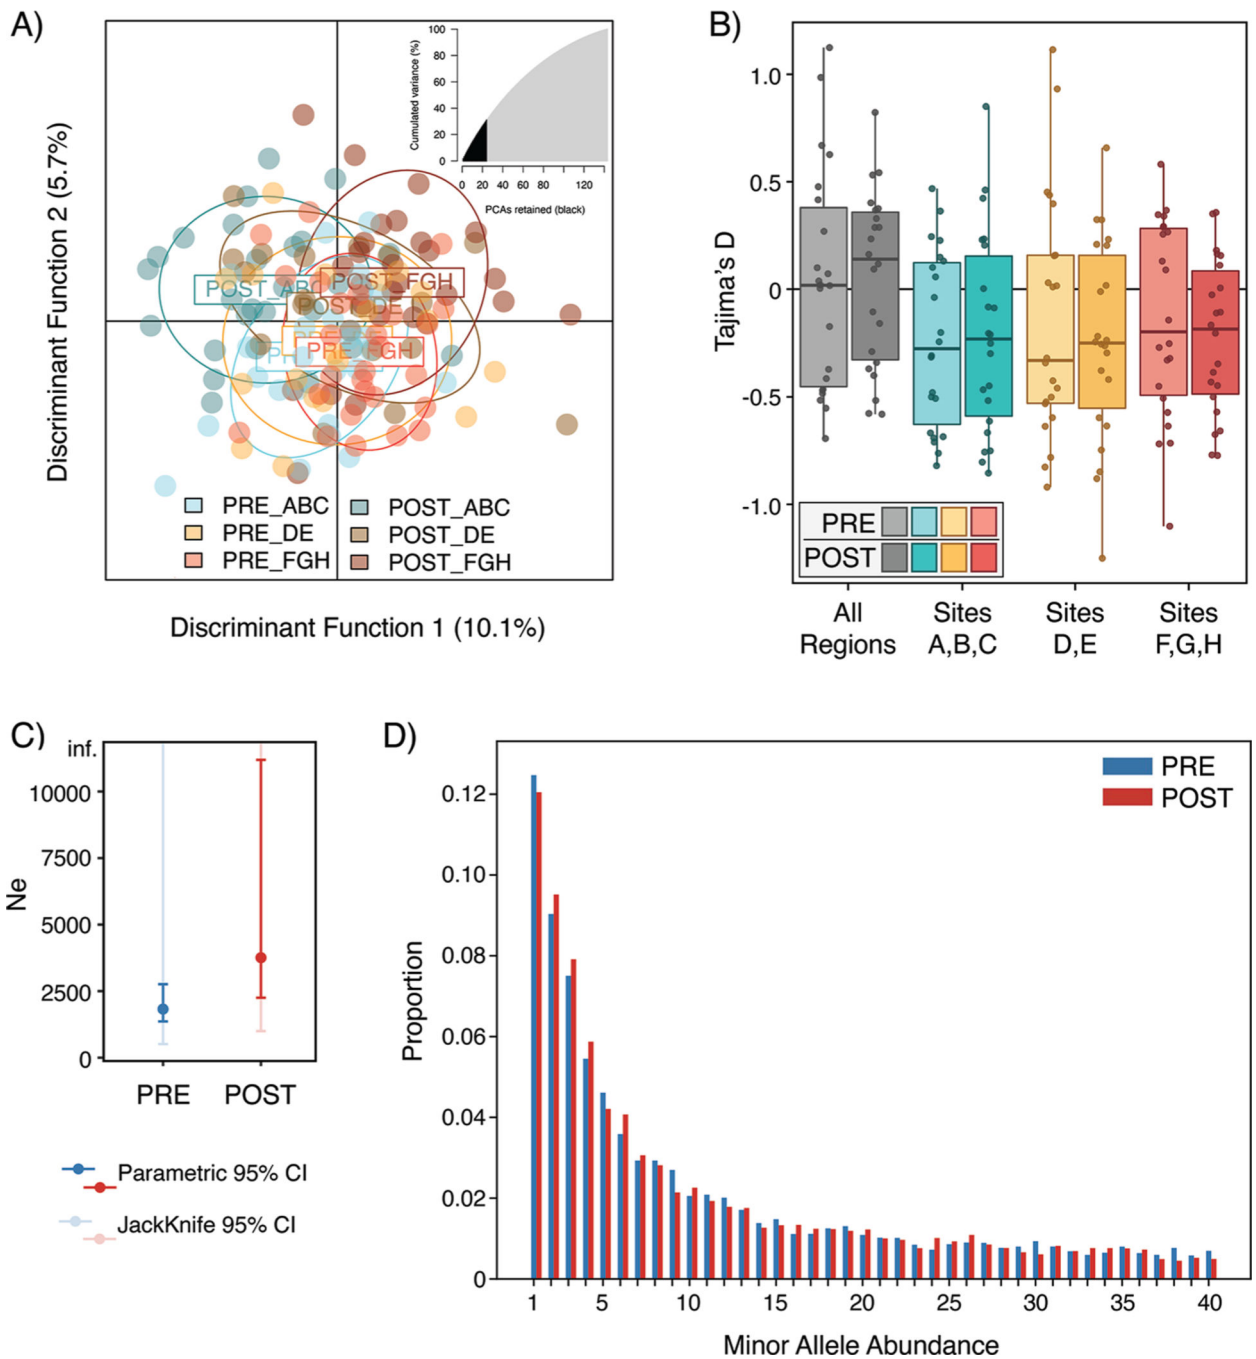 A)
Discriminant Function 2 (5.7%)
Cumulated variance (%)
100
80
60
40
20
0
0 20 40 60 80 120
PCAs retained (black)
POST_ABC
POST_FGH
POST_DE
PRE_FGH
PRE_ABC
PRE_DE
PRE_FGH
POST_ABC
POST_DE
POST_FGH
Discriminant Function 1 (10.1%)
B)
Tajima's D
1.0
0.5
0
-0.5
-1.0
PRE
POST
All Regions
Sites A,B,C
Sites D,E
Sites F,G,H
C)
Ne
inf.
10000
7500
5000
2500
0
PRE POST
Parametric 95% CI
JackKnife 95% CI
D)
Proportion
0.12
0.10
0.08
0.06
0.04
0.02
0
PRE
POST
1 5 10 15 20 25 30 35 40
Minor Allele Abundance